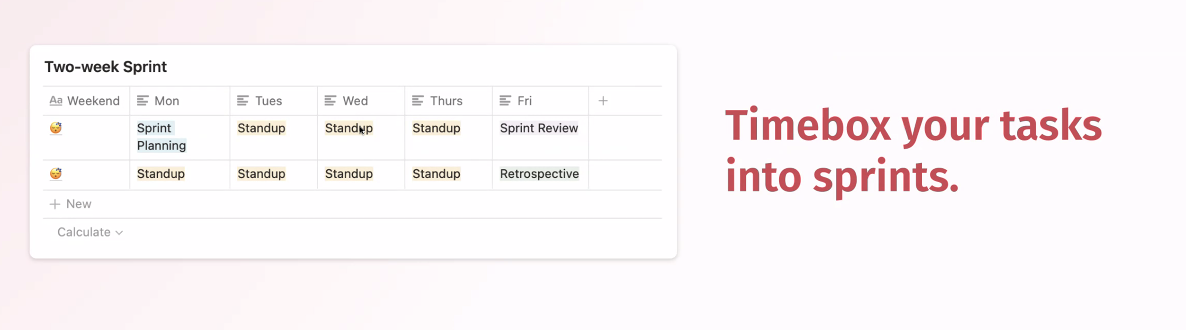 Two-week Sprint
Aa Weekend Mon Tues Wed Thurs Fri
😴 Sprint Planning Standup Standup Standup Sprint Review
😴 Standup Standup Standup Standup Retrospective
+ New
Calculate
Timebox your tasks
into sprints.